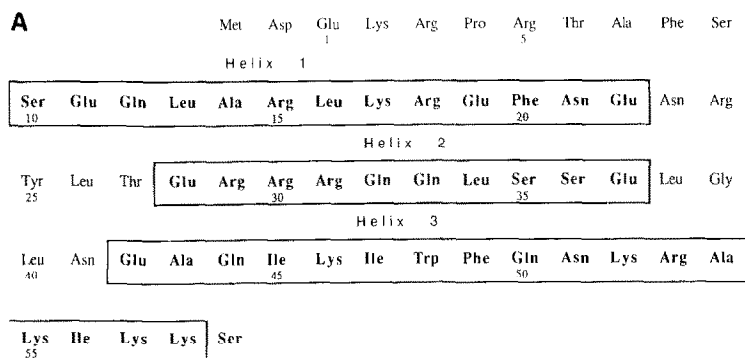 A Met Asp Glu Lys Arg Pro Arg Thr Ala Phe Ser
1 5
Helix 1
Ser Glu Gln Leu Ala Arg Leu Lys Arg Glu Phe Asn Glu Asn Arg
10 15 20
Helix 2
Tyr Leu Thr Glu Arg Arg Arg Gln Gln Leu Ser Ser Glu Leu Gly
25 30 35
Helix 3
Leu Asn Glu Ala Gln Ile Lys Ile Trp Phe Gln Asn Lys Arg Ala
40 45 50
Lys Ile Lys Lys Ser
55